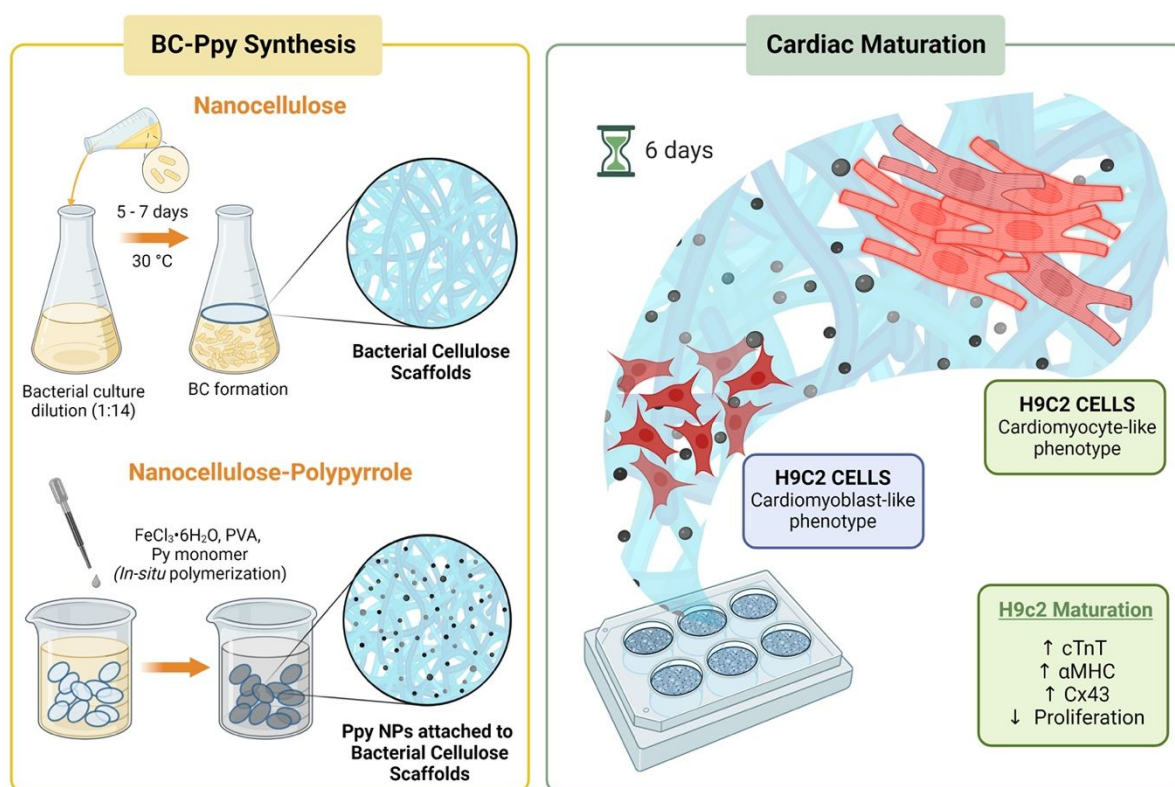 BC-Ppy Synthesis
Nanocellulose
5 - 7 days
30 °C
Bacterial culture
dilution (1:14)
BC formation
Bacterial Cellulose
Scaffolds
Nanocellulose-Polypyrrole
FeCl₃•6H₂O, PVA,
Py monomer
(In-situ polymerization)
Ppy NPs attached to
Bacterial Cellulose
Scaffolds
Cardiac Maturation
6 days
H9C2 CELLS
Cardiomyocyte-like
phenotype
H9C2 CELLS
Cardiomyoblast-like
phenotype
H9c2 Maturation
↑ cTnT
↑ αMHC
↑ Cx43
↓ Proliferation